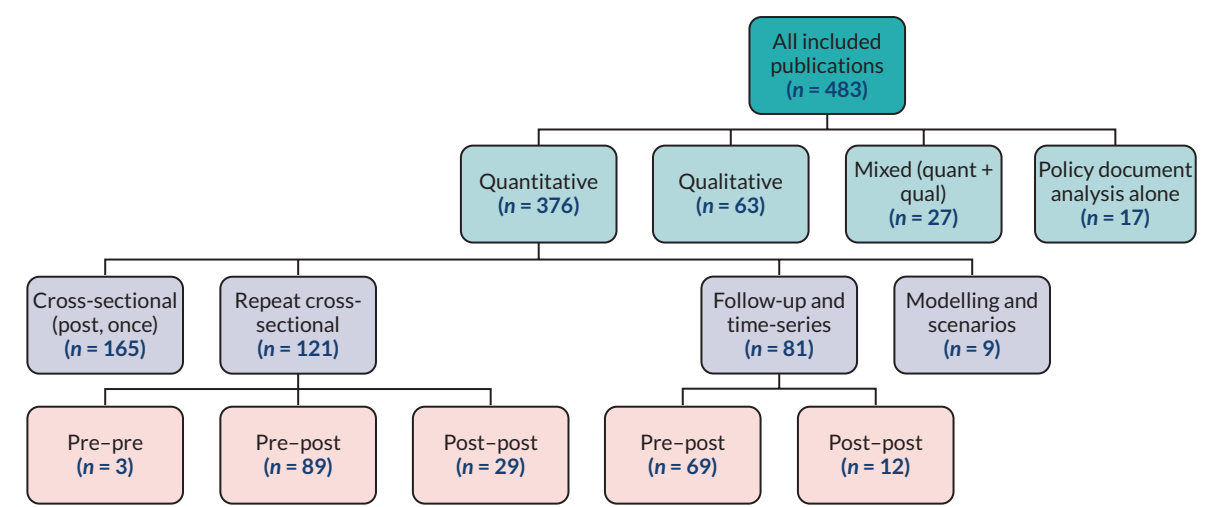 All included
publications
(n = 483)
Quantitative
(n = 376)
Qualitative
(n = 63)
Mixed (quant +
qual)
(n = 27)
Policy document
analysis alone
(n = 17)
Cross-sectional
(post, once)
(n = 165)
Repeat cross-
sectional
(n = 121)
Follow-up and
time-series
(n = 81)
Modelling and
scenarios
(n = 9)
Pre–pre
(n = 3)
Pre–post
(n = 89)
Post–post
(n = 29)
Pre–post
(n = 69)
Post–post
(n = 12)